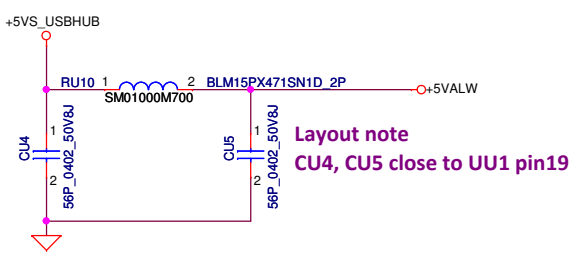 +5VS_USBHUB
RU10 1 2 BLM15PX471SN1D_2P
+5VALW
SM01000M700
CU4
1
2
56P_0402_50V8J
CU5
1
2
56P_0402_50V8J
Layout note
CU4, CU5 close to UU1 pin19